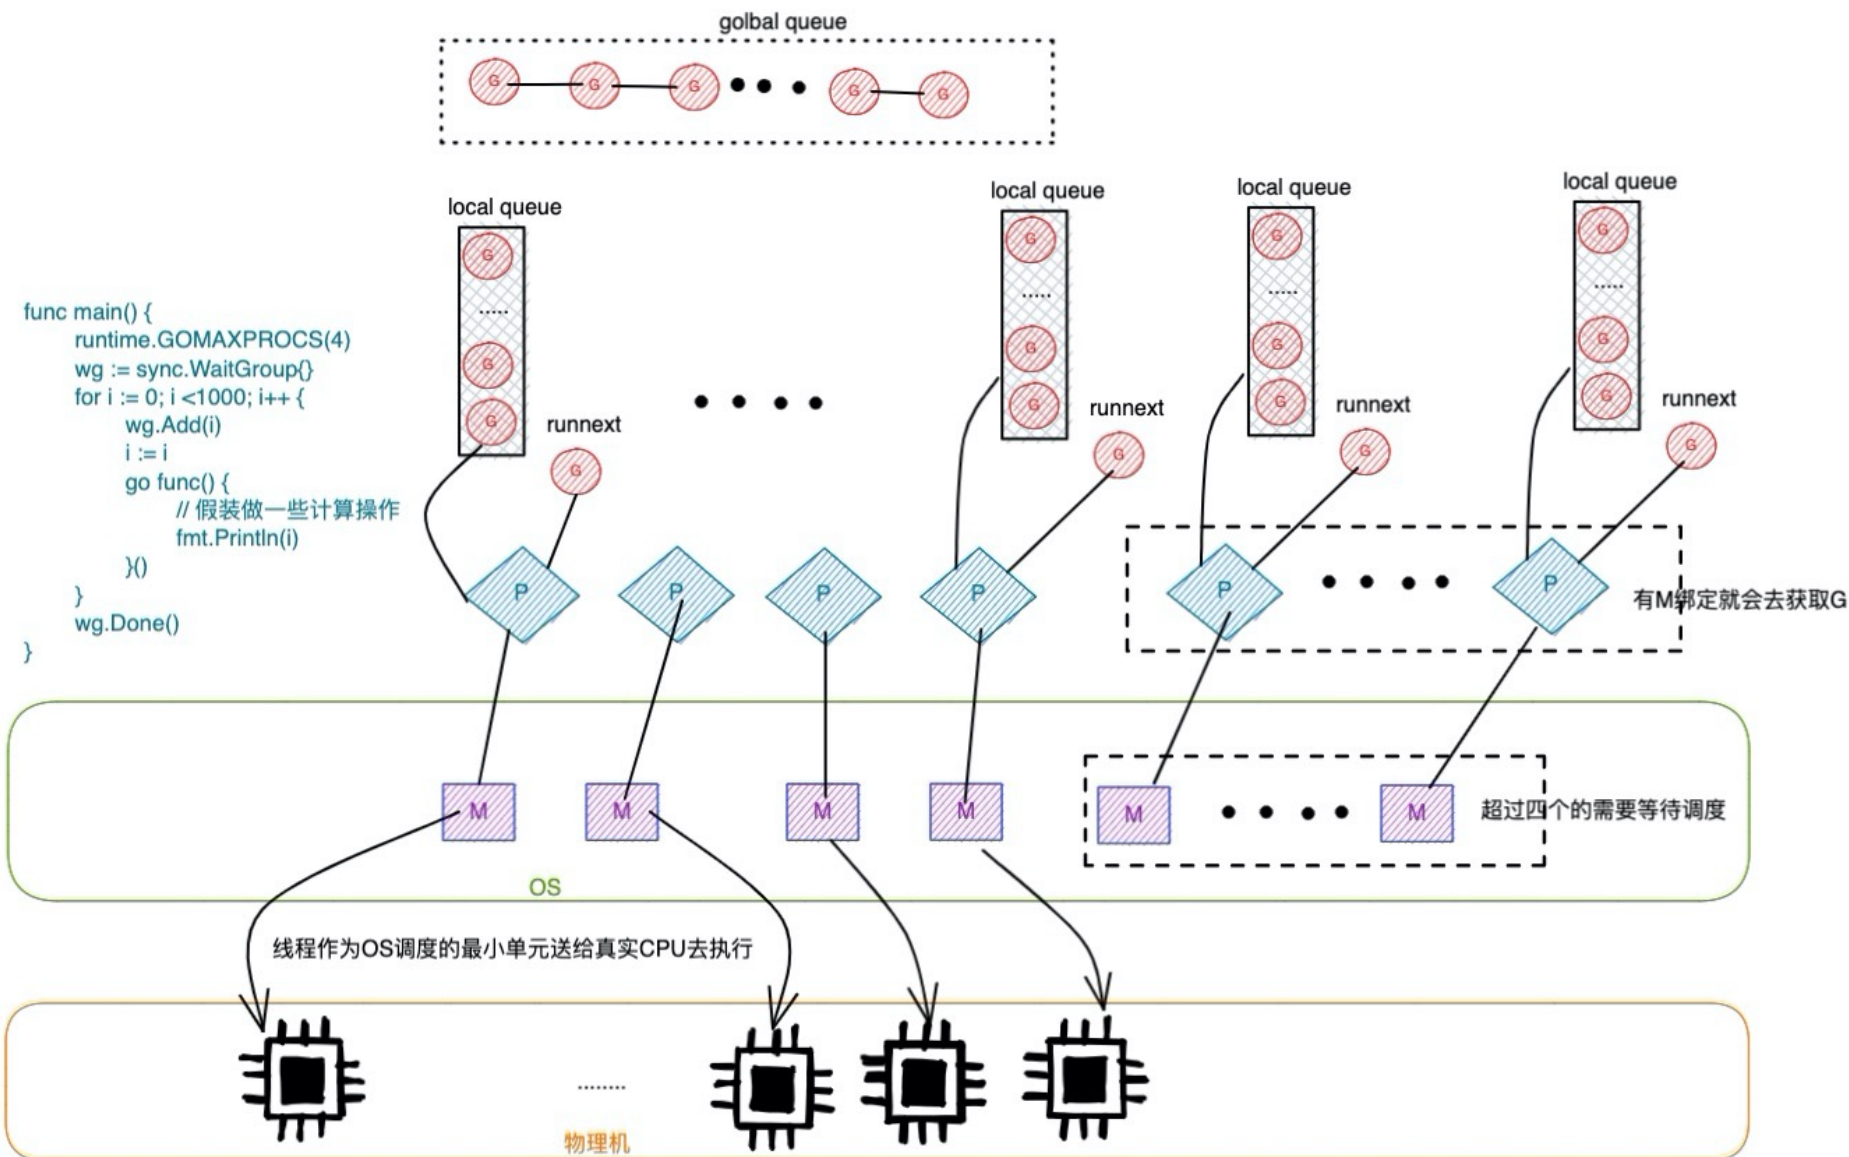 golbal queue
G G G G G
local queue
local queue
local queue
local queue
G
G
G
G
.....
.....
.....
.....
G
G
G
G
G
G
G
G
runnext
runnext
runnext
runnext
G
G
G
G
func main() {
runtime.GOMAXPROCS(4)
wg := sync.WaitGroup{}
for i := 0; i <1000; i++ {
wg.Add(i)
i := i
go func() {
// 假装做一些计算操作
fmt.Println(i)
}()
}
wg.Done()
}
P P P P P P
有M绑定就会去获取G
M M M M M M
超过四个的需要等待调度
OS
线程作为OS调度的最小单元送给真实CPU去执行
........
物理机